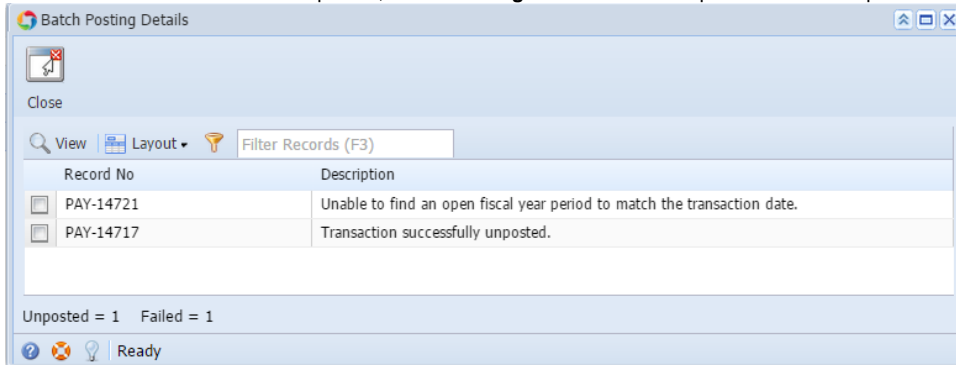 Batch Posting Details
Close
View Layout Filter Records (F3)
Record No Description
PAY-14721 Unable to find an open fiscal year period to match the transaction date.
PAY-14717 Transaction successfully unposted.
Unposted = 1 Failed = 1
Ready